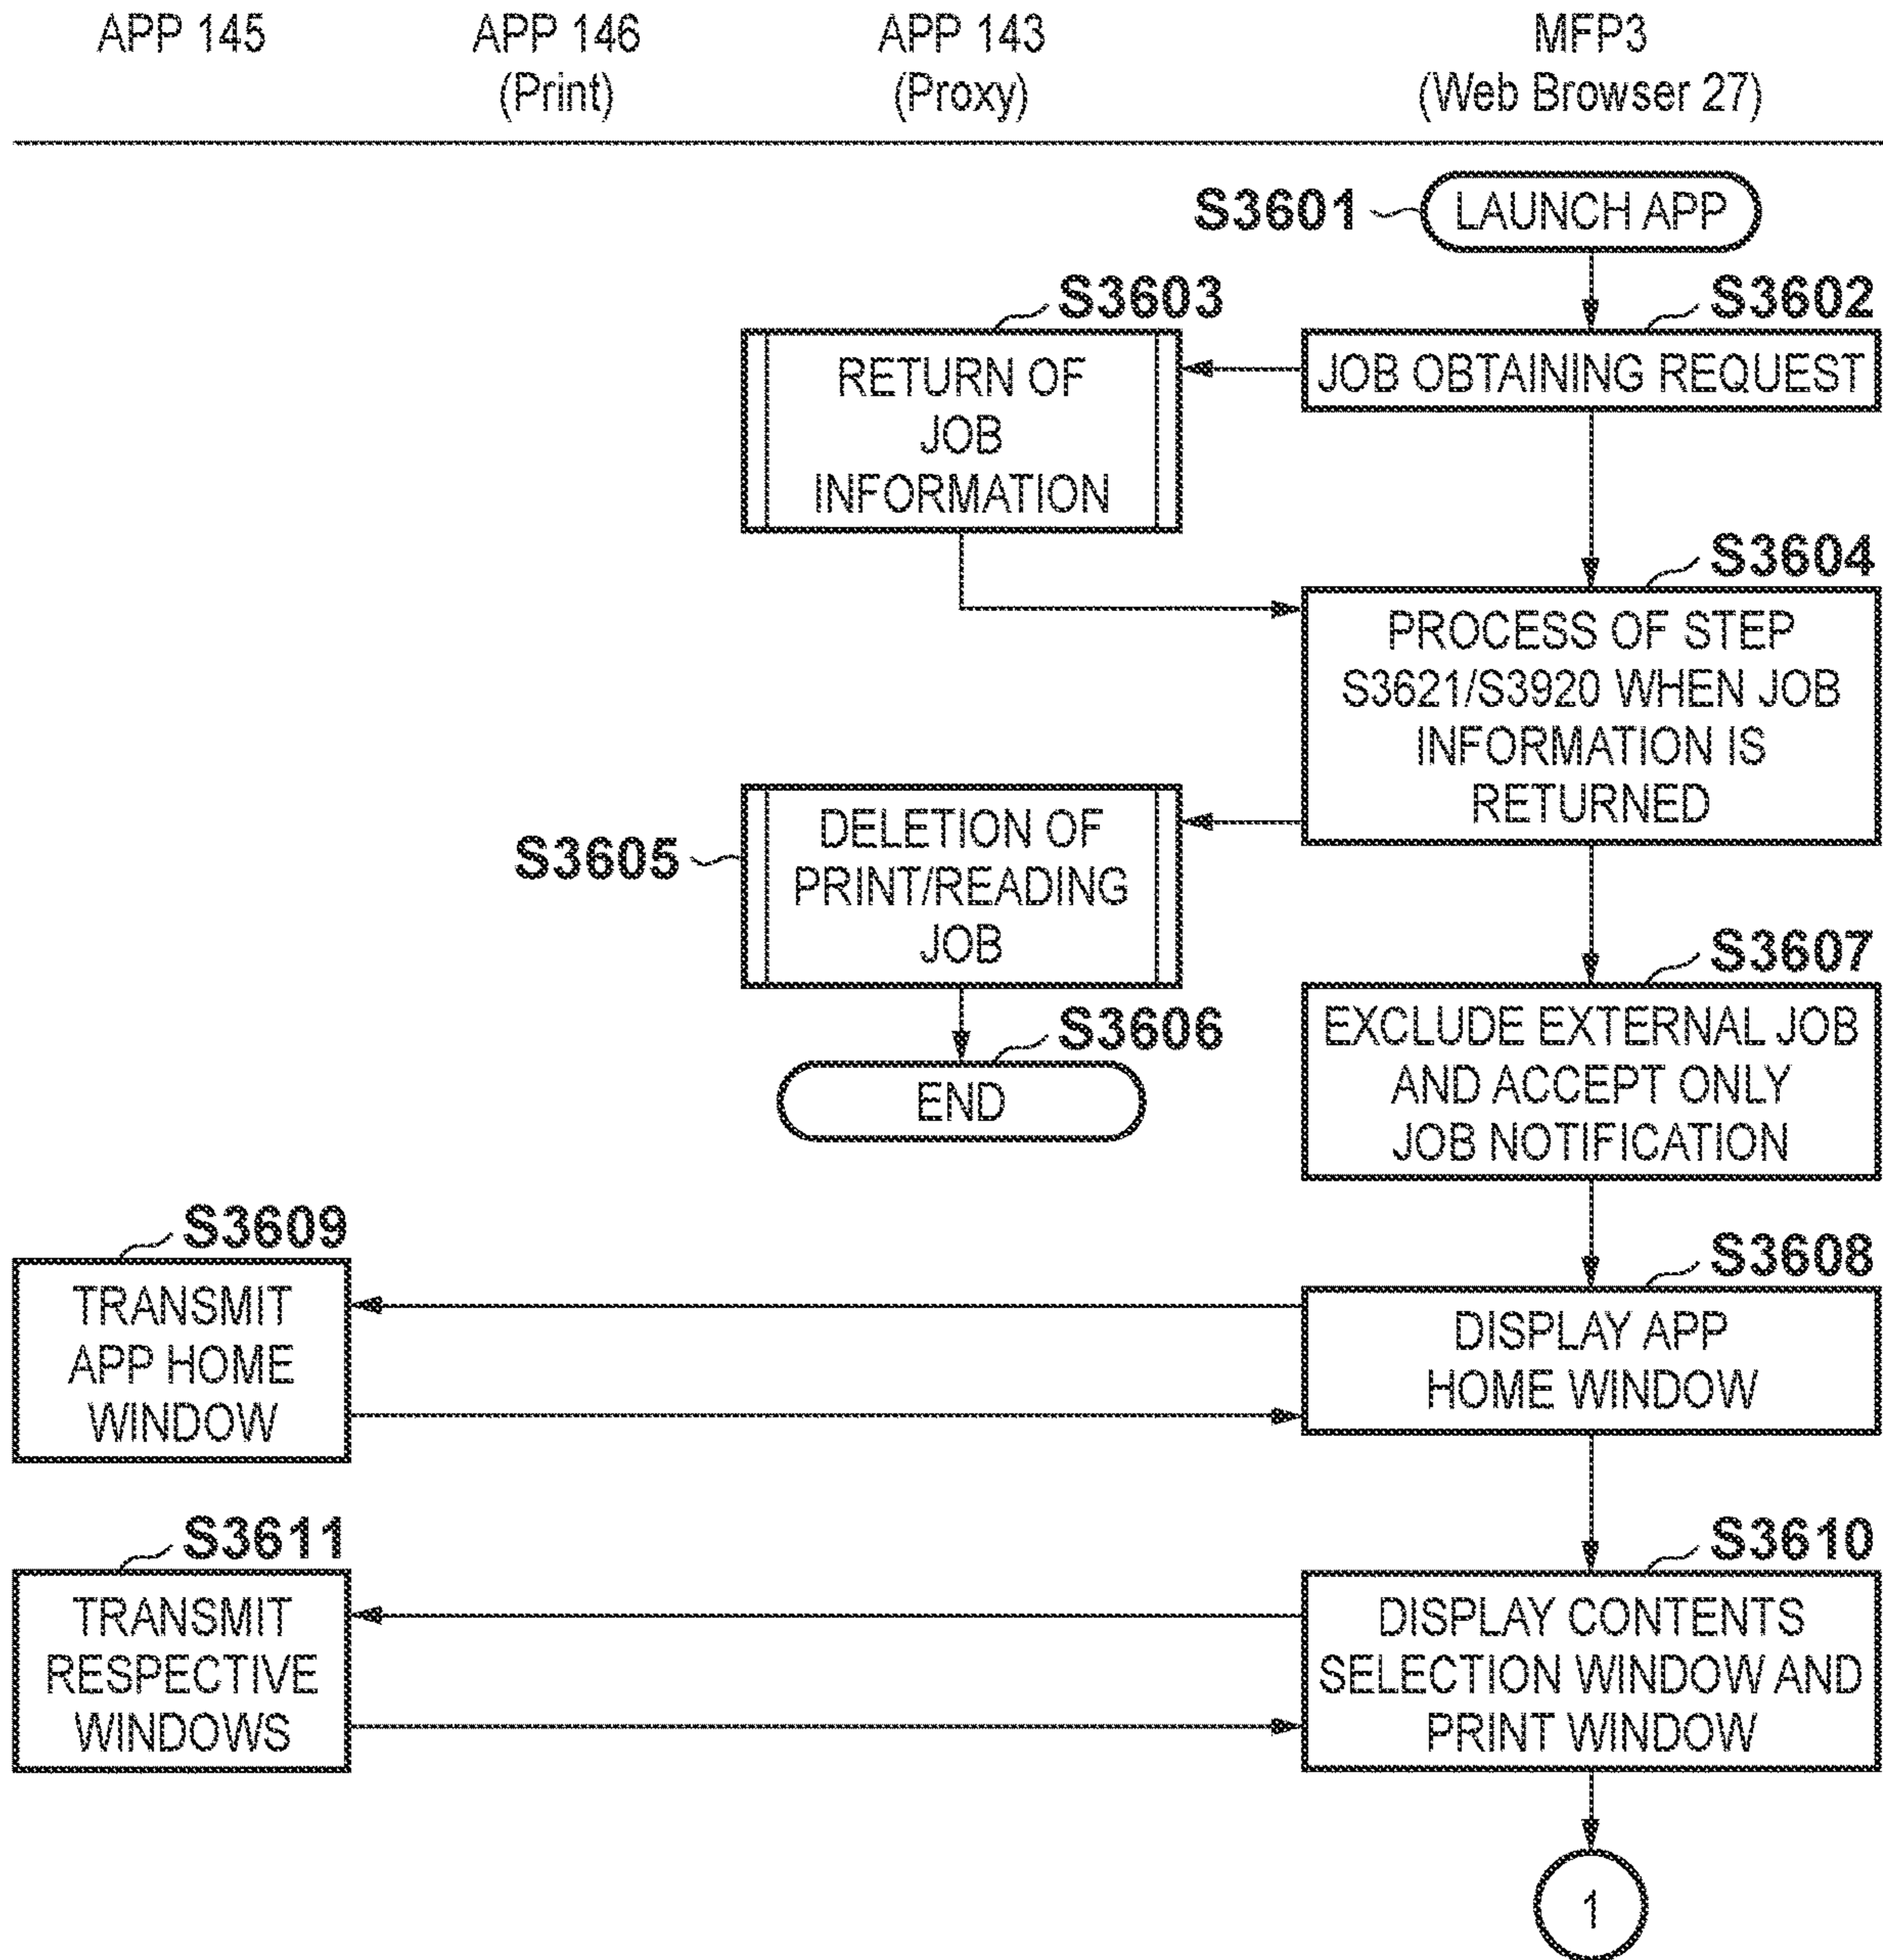 APP 145
APP 146
(Print)
APP 143
(Proxy)
MFP3
(Web Browser 27)
S3601
LAUNCH APP
S3603
S3602
RETURN OF
JOB
INFORMATION
JOB OBTAINING REQUEST
S3604
PROCESS OF STEP
S3621/S3920 WHEN JOB
INFORMATION IS
RETURNED
S3605
DELETION OF
PRINT/READING
JOB
S3607
S3606
END
EXCLUDE EXTERNAL JOB
AND ACCEPT ONLY
JOB NOTIFICATION
S3609
S3608
TRANSMIT
APP HOME
WINDOW
DISPLAY APP
HOME WINDOW
S3611
S3610
TRANSMIT
RESPECTIVE
WINDOWS
DISPLAY CONTENTS
SELECTION WINDOW AND
PRINT WINDOW
1